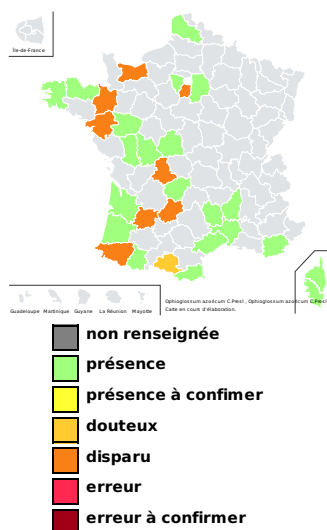 Île-de-France
Guadeloupe Martinique Guyane La Réunion Mayotte
Ophioglossum azoricum C.Presl , Ophioglossum azoricum C.Presl
Carte en cours d'élaboration.
non renseignée
présence
présence à confimer
douteux
disparu
erreur
erreur à confirmer